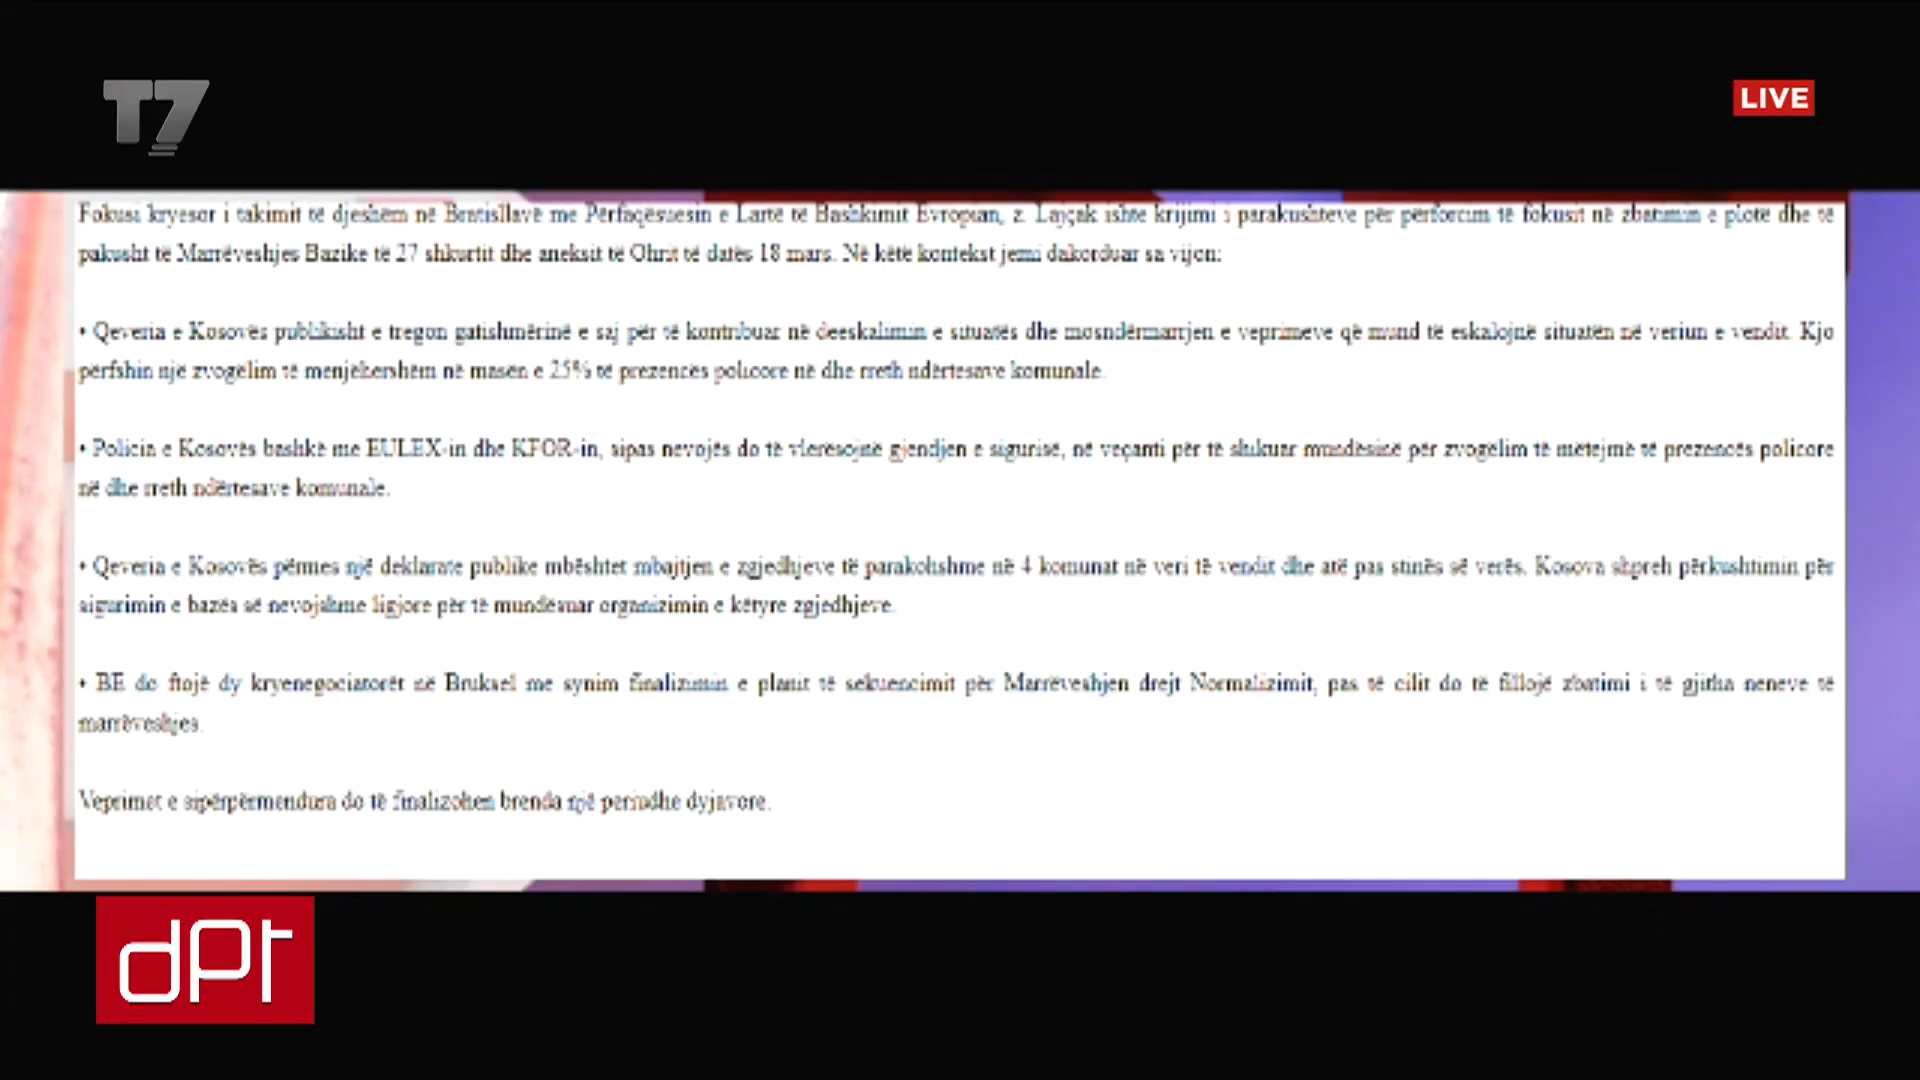 T7
LIVE
Fokusi kryesor i takimit të djeshëm në Bratisllavë me Përfaqësuesin e Lartë të Bashkimit Evropian, z. Lajçak ishte krijimi i parakushteve për përforcim të fokusit në zbatimin e plotë dhe të
pakusht të Marrëveshjes Bazike të 27 shkurtit dhe aneksit të Ohrit të datës 18 mars. Në këtë kontekst jemi dakorduar sa vijon:
• Qeveria e Kosovës publikisht e tregon gatishmërinë e saj për të kontribuar në deeskalimin e situatës dhe mosndërmarrjen e veprimeve që mund të eskalojnë situatën në veriun e vendit. Kjo
përfshin një zvogëlim të menjëhershëm në masën e 25% të prezencës policore në dhe rreth ndërtesave komunale.
• Policia e Kosovës bashkë me EULEX-in dhe KFOR-in, sipas nevojës do të vlerësojnë gjendjen e sigurisë, në veçanti për të shikuar mundësinë për zvogëlim të mëtejmë të prezencës policore
në dhe rreth ndërtesave komunale.
• Qeveria e Kosovës përmes një deklarate publike mbështet mbajtjen e zgjedhjeve të parakohshme në 4 komunat në veri të vendit dhe atë pas stinës së verës. Kosova shpreh përkushtimin për
sigurimin e bazës së nevojshme ligjore për të mundësuar organizimin e këtyre zgjedhjeve.
• BE do ftojë dy kryenegociatorët në Bruksel me synim finalizimin e planit të sekuencimit për Marrëveshjen drejt Normalizimit, pas të cilit do të fillojë zbatimi i të gjitha neneve të
marrëveshjes.
Veprimet e sipërpërmendura do të finalizohen brenda një periudhe dyjavore.
dPT